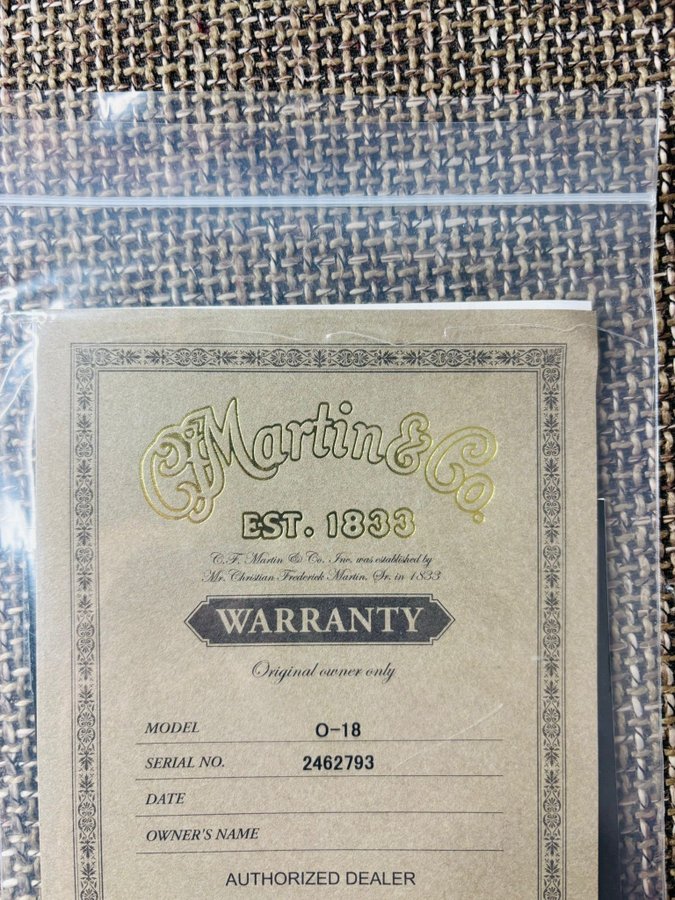 C.F. Martin & Co.
EST. 1833
C. F. Martin & Co. Inc. was established by
Mr. Christian Frederick Martin, Sr. in 1833
WARRANTY
Original owner only
MODEL O-18
SERIAL NO. 2462793
DATE
OWNER'S NAME
AUTHORIZED DEALER